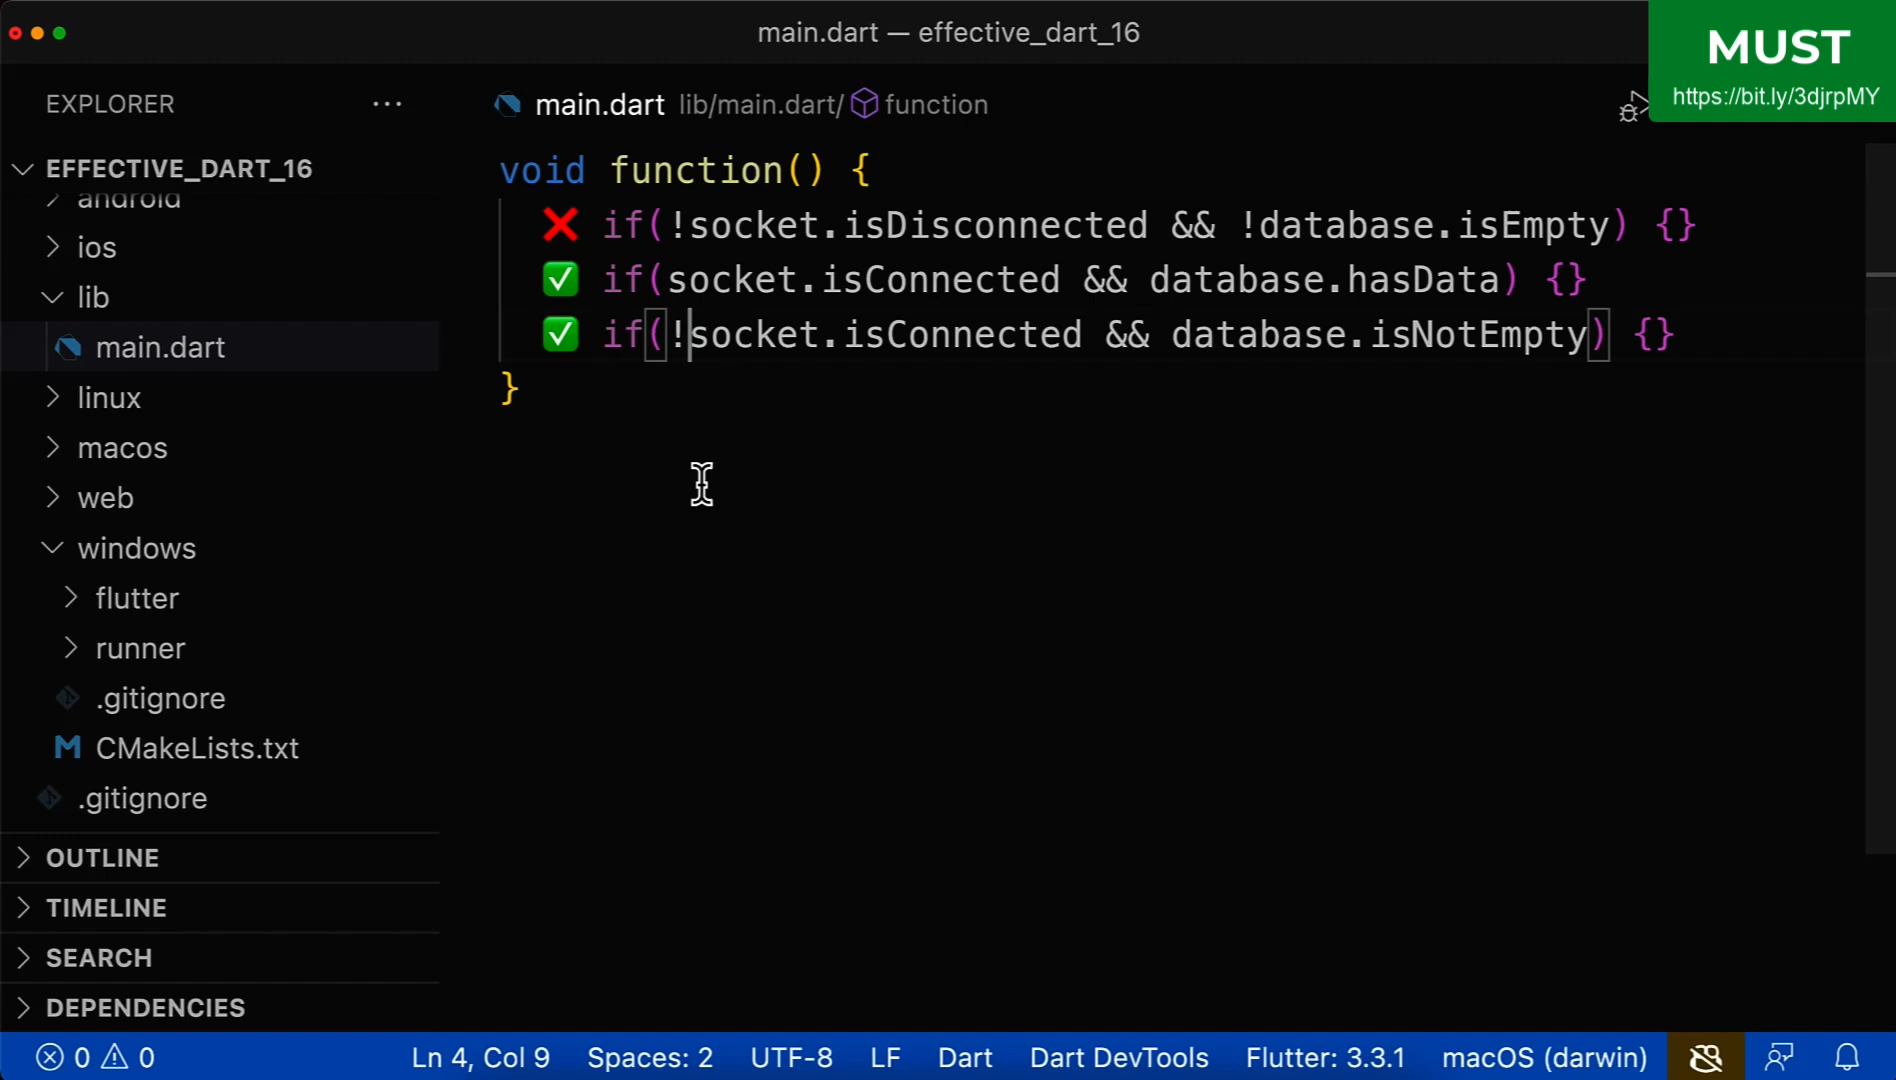 main.dart — effective_dart_16
MUST
https://bit.ly/3djrpMY
EXPLORER
···
main.dart lib/main.dart/ function
EFFECTIVE_DART_16
android
ios
lib
main.dart
linux
macos
web
windows
flutter
runner
.gitignore
CMakeLists.txt
.gitignore
OUTLINE
TIMELINE
SEARCH
DEPENDENCIES
void function() {
❌ if(!socket.isDisconnected && !database.isEmpty) {}
✅ if(socket.isConnected && database.hasData) {}
✅ if(!socket.isConnected && database.isNotEmpty) {}
}
0 0 Ln 4, Col 9 Spaces: 2 UTF-8 LF Dart Dart DevTools Flutter: 3.3.1 macOS (darwin)